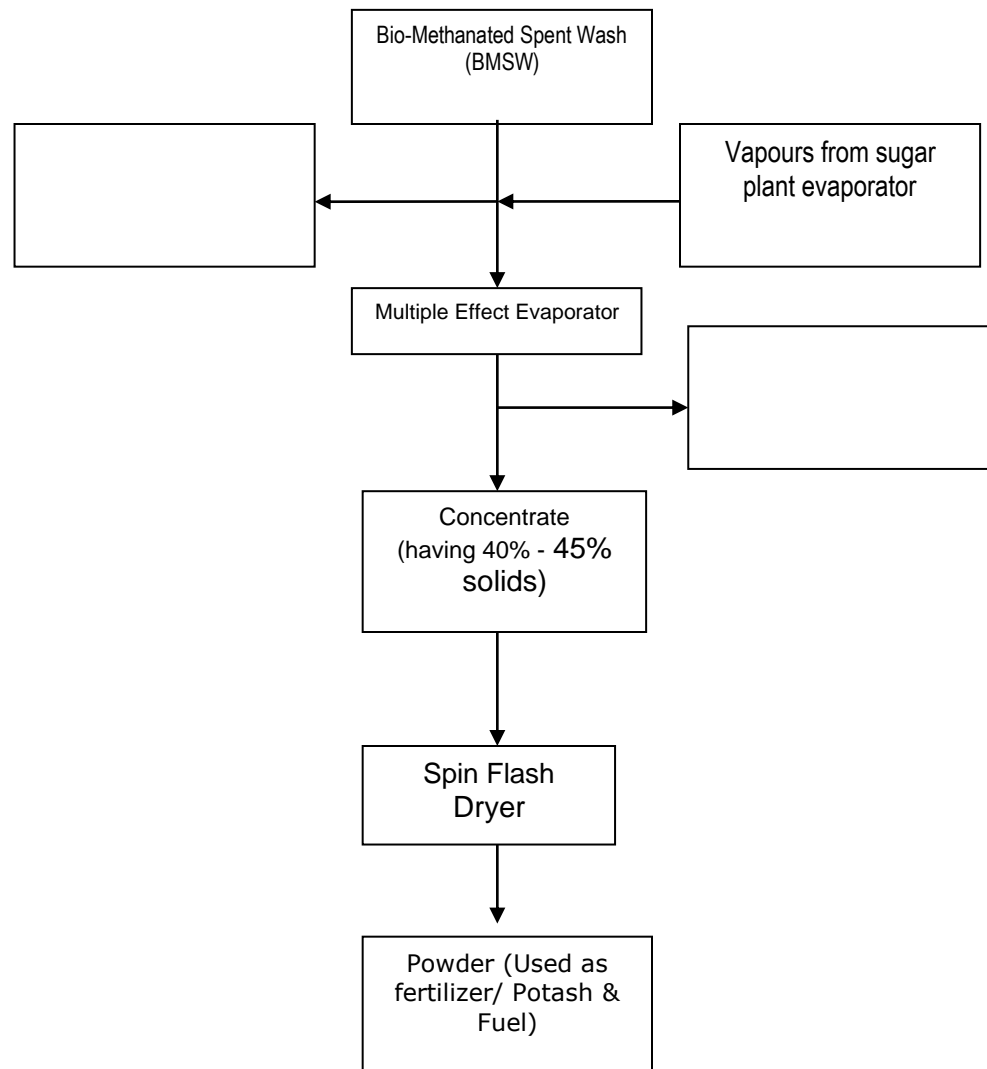 Bio-Methanated Spent Wash
(BMSW)
Vapours from sugar
plant evaporator
Multiple Effect Evaporator
Concentrate
(having 40% - 45%
solids)
Spin Flash
Dryer
Powder (Used as
fertilizer/ Potash &
Fuel)